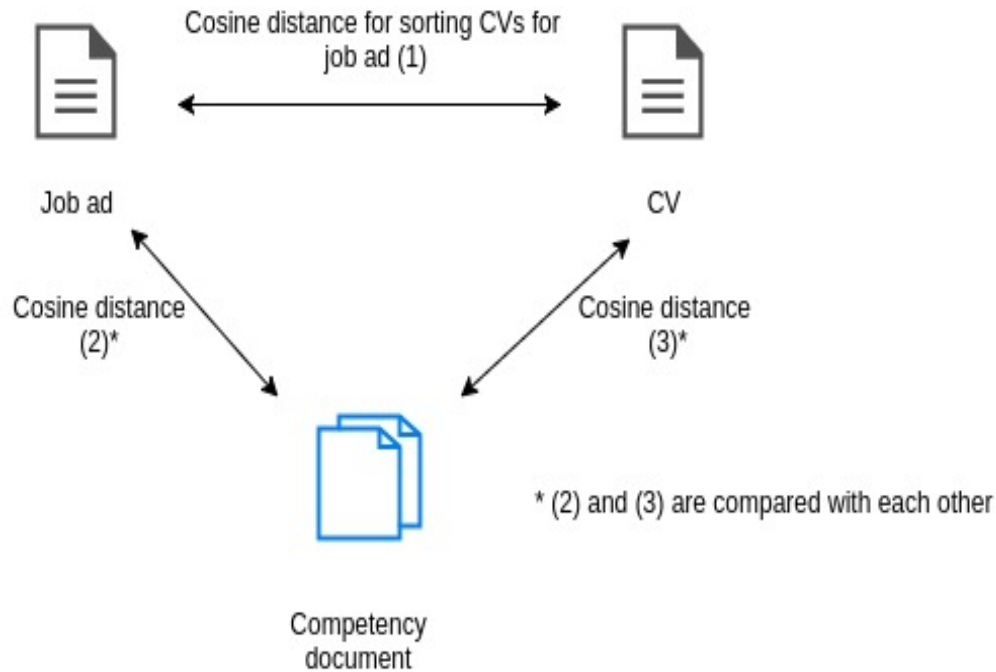 Cosine distance for sorting CVs for
job ad (1)
Job ad
CV
Cosine distance
(2)*
Cosine distance
(3)*
* (2) and (3) are compared with each other
Competency
document